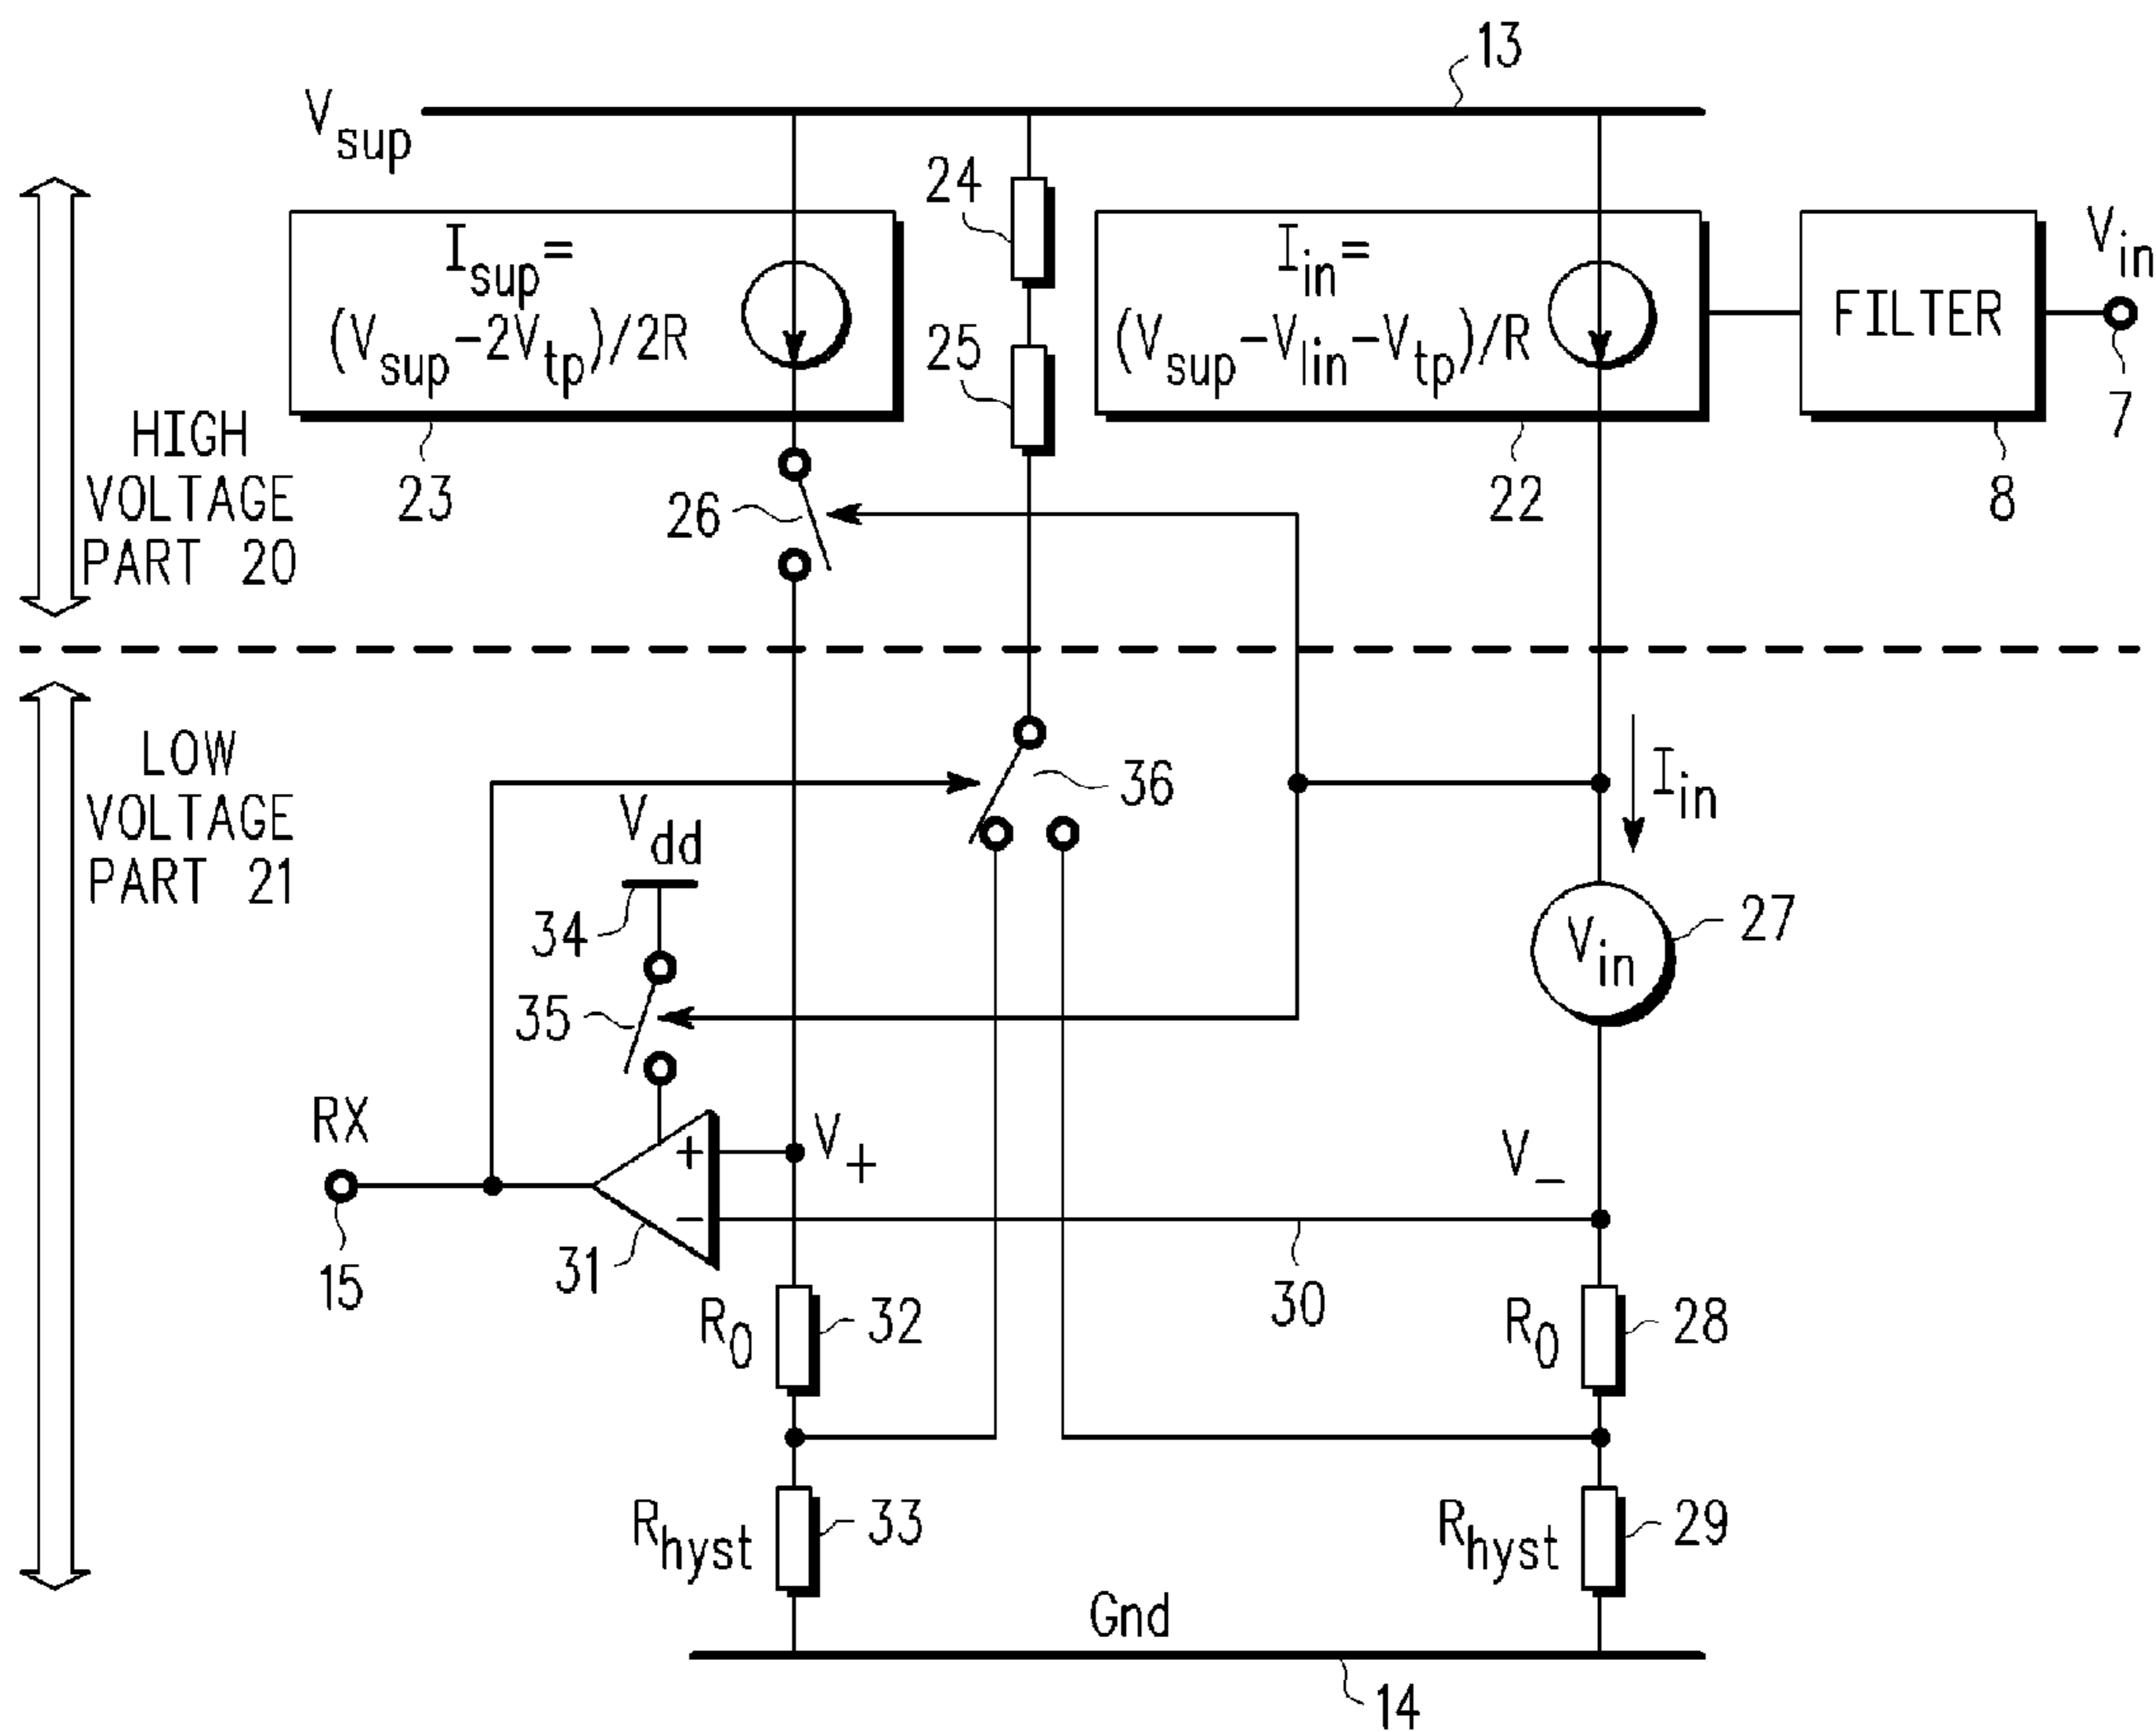 13
V_sup
24
I_sup=
(V_sup-2V_tp)/2R
I_in=
(V_sup-V_lin-V_tp)/R
FILTER
V_in
25
7
HIGH
VOLTAGE
PART 20
23
26
22
8
LOW
VOLTAGE
PART 21
36
I_in
V_dd
34
27
V_in
35
RX
+
V_+
V_-
-
31
15
30
R_0
32
R_0
28
R_hyst
33
R_hyst
29
Gnd
14